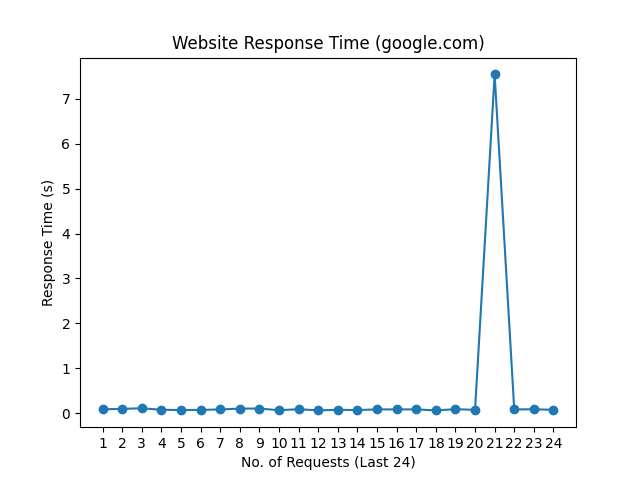 Website Response Time (google.com)
Response Time (s)
7
6
5
4
3
2
1
0
1 2 3 4 5 6 7 8 9 10 11 12 13 14 15 16 17 18 19 20 21 22 23 24
No. of Requests (Last 24)